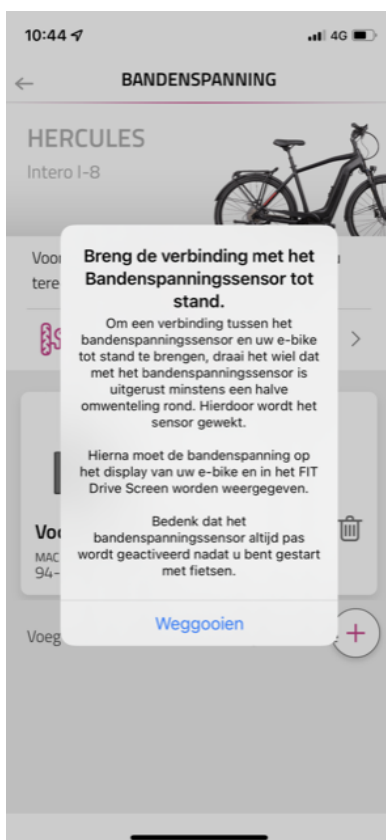 10:44
4G
BANDENSPANNING
HERCULES
Intero I-8
Breng de verbinding met het
Bandenspanningssensor tot
stand.
Om een verbinding tussen het
bandenspanningssensor en uw e-bike
tot stand te brengen, draai het wiel dat
met het bandenspanningssensor is
uitgerust minstens een halve
omwenteling rond. Hierdoor wordt het
sensor gewekt.
Hierna moet de bandenspanning op
het display van uw e-bike en in het FIT
Drive Screen worden weergegeven.
Bedenk dat het
bandenspanningssensor altijd pas
wordt geactiveerd nadat u bent gestart
met fietsen.
MAC
94-
Weggooien
Voeg